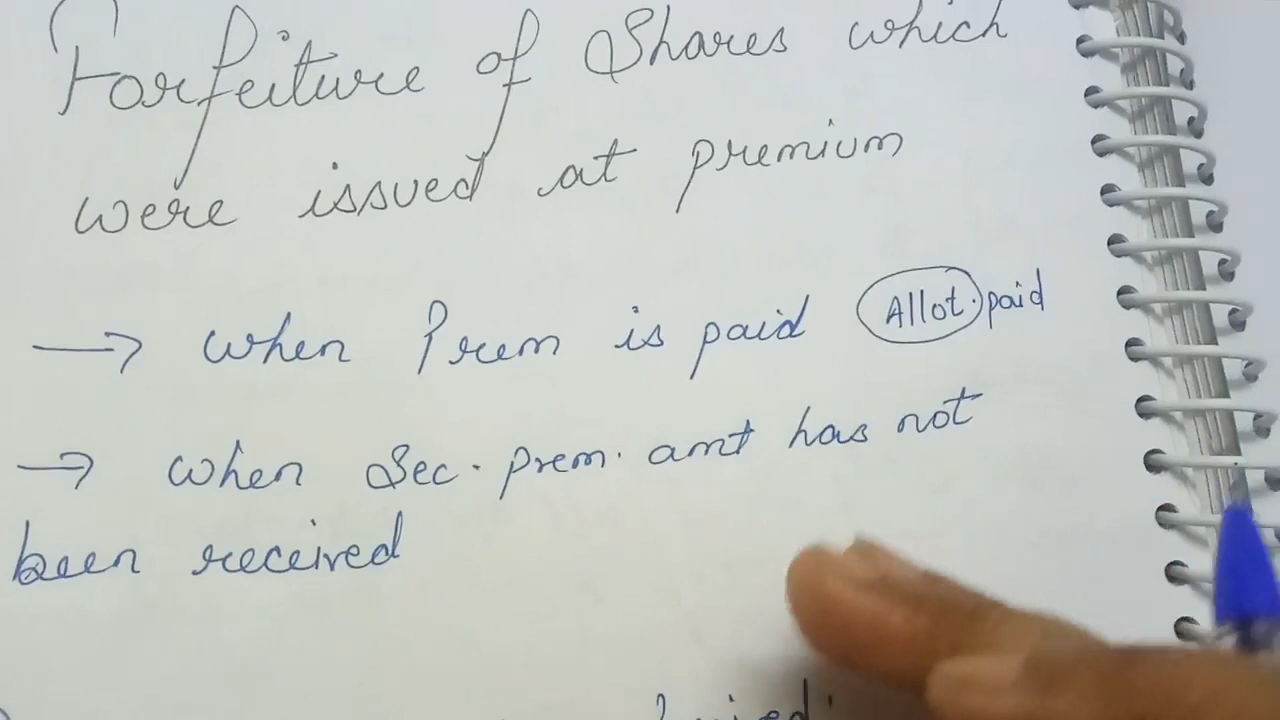 Forfeiture of Shares which
were issued at premium
→ when Prem is paid Allot. paid
→ when Sec. prem. amt has not
been received